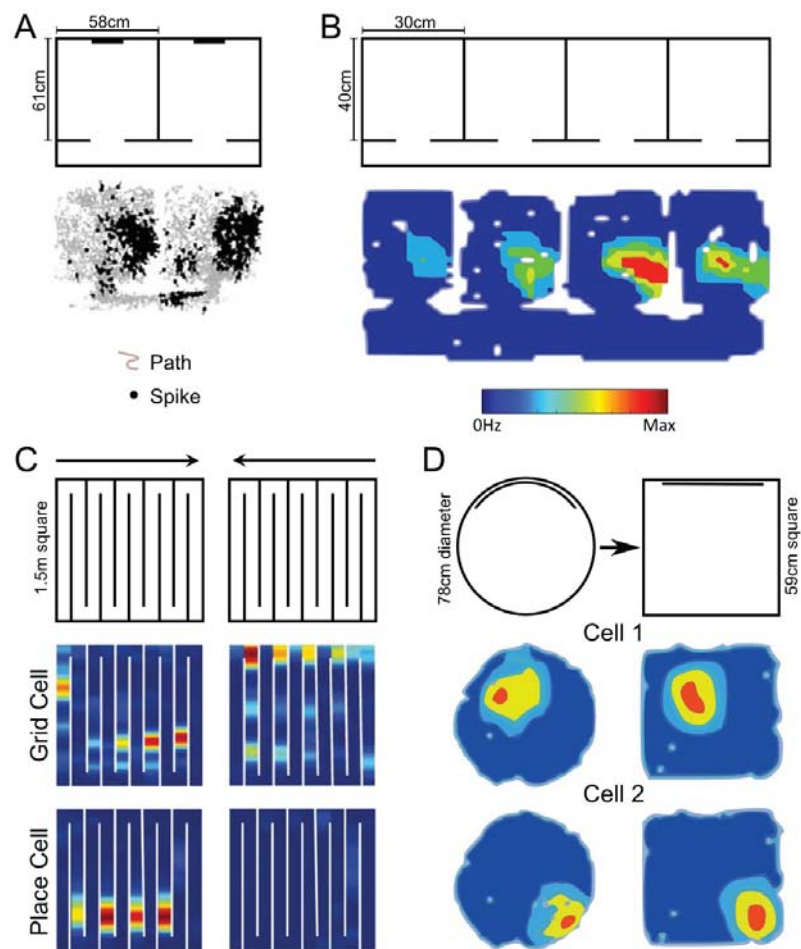 A
58cm
61cm
Path
Spike
B
30cm
40cm
0Hz
Max
C
1.5m square
Grid Cell
Place Cell
D
78cm diameter
59cm square
Cell 1
Cell 2